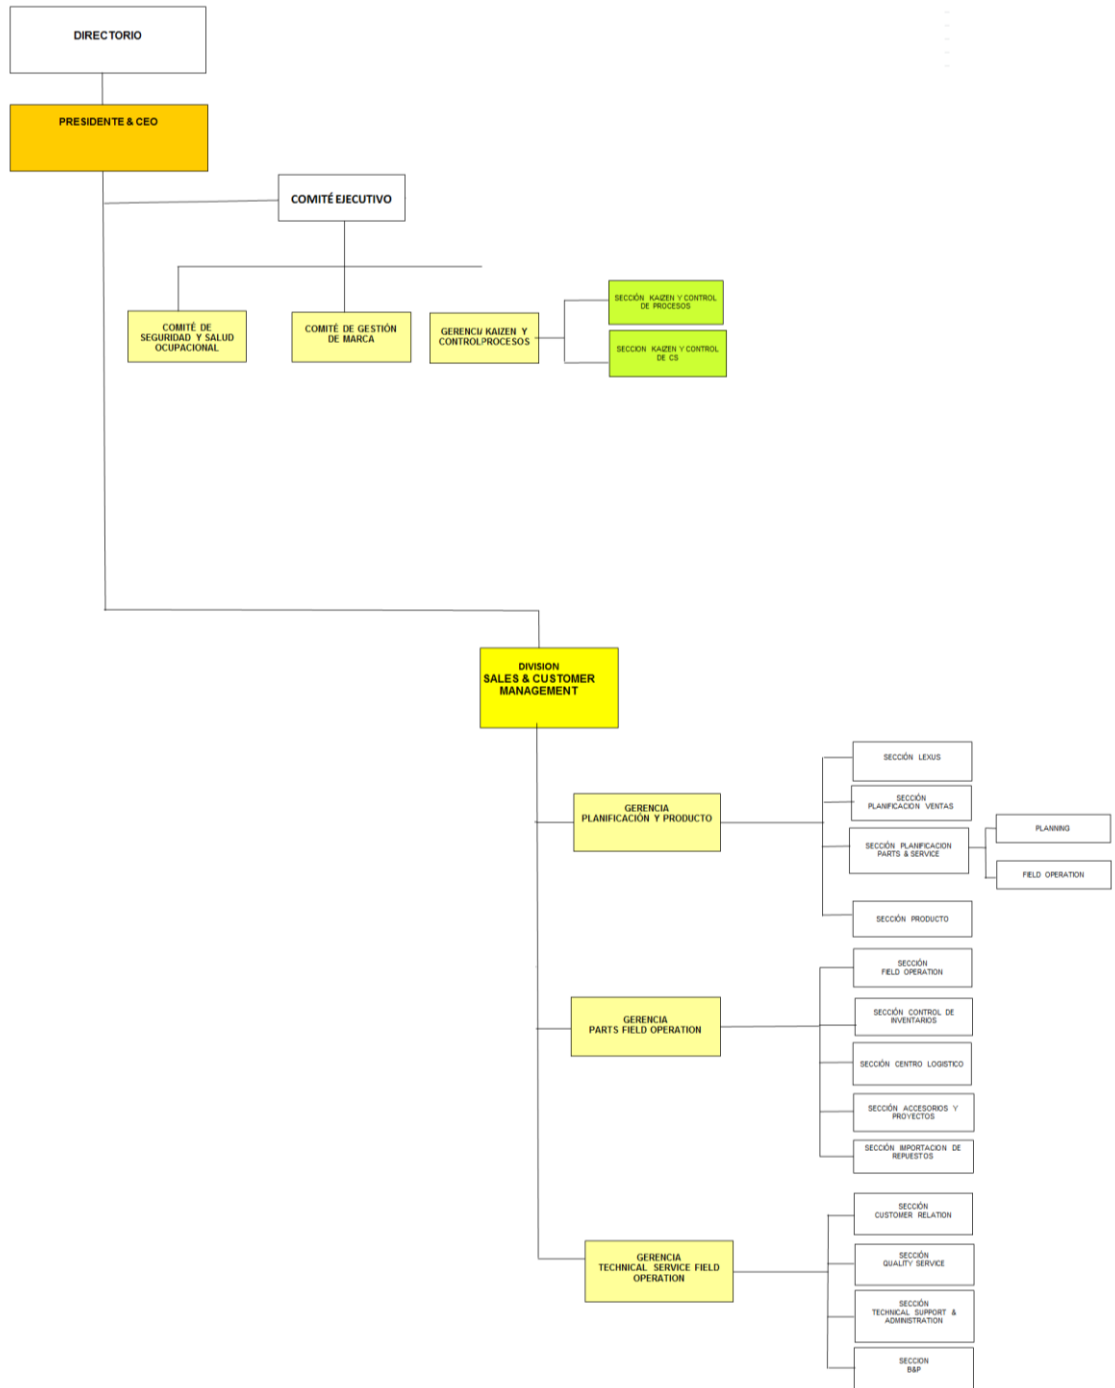 DIRECTORIO
PRESIDENTE & CEO
COMITÉ EJECUTIVO
COMITÉ DE
SEGURIDAD Y SALUD
OCUPACIONAL
COMITÉ DE GESTIÓN
DE MARCA
GERENCI/ KAIZEN Y
CONTROL PROCESOS
SECCIÓN KAIZEN Y CONTROL
DE PROCESOS
SECCION KAIZEN Y CONTROL
DE CS
DIVISION
SALES & CUSTOMER
MANAGEMENT
GERENCIA
PLANIFICACIÓN Y PRODUCTO
SECCIÓN LEXUS
SECCIÓN
PLANIFICACION VENTAS
SECCIÓN PLANIFICACION
PARTS & SERVICE
PLANNING
FIELD OPERATION
SECCIÓN PRODUCTO
GERENCIA
PARTS FIELD OPERATION
SECCIÓN
FIELD OPERATION
SECCIÓN CONTROL DE
INVENTARIOS
SECCIÓN CENTRO LOGISTICO
SECCIÓN ACCESORIOS Y
PROYECTOS
SECCIÓN IMPORTACION DE
REPUESTOS
GERENCIA
TECHNICAL SERVICE FIELD
OPERATION
SECCIÓN
CUSTOMER RELATION
SECCIÓN
QUALITY SERVICE
SECCIÓN
TECHNICAL SUPPORT &
ADMINISTRATION
SECCION
B&P